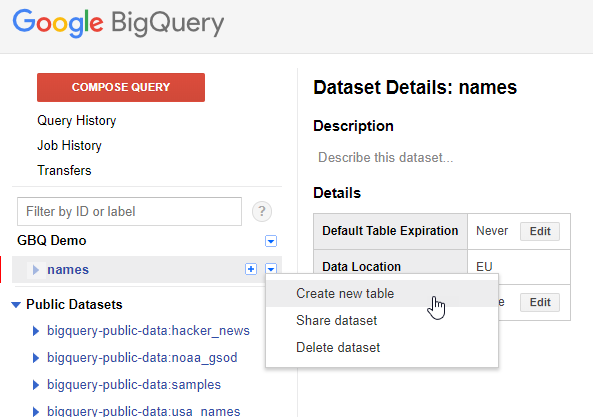 Google BigQuery
COMPOSE QUERY
Query History
Job History
Transfers
Filter by ID or label
?
GBQ Demo
names
Public Datasets
bigquery-public-data:hacker_news
bigquery-public-data:noaa_gsod
bigquery-public-data:samples
bigquery-public-data:usa_names
Dataset Details: names
Description
Describe this dataset...
Details
Default Table Expiration Never Edit
Data Location EU
Edit
Create new table
Share dataset
Delete dataset